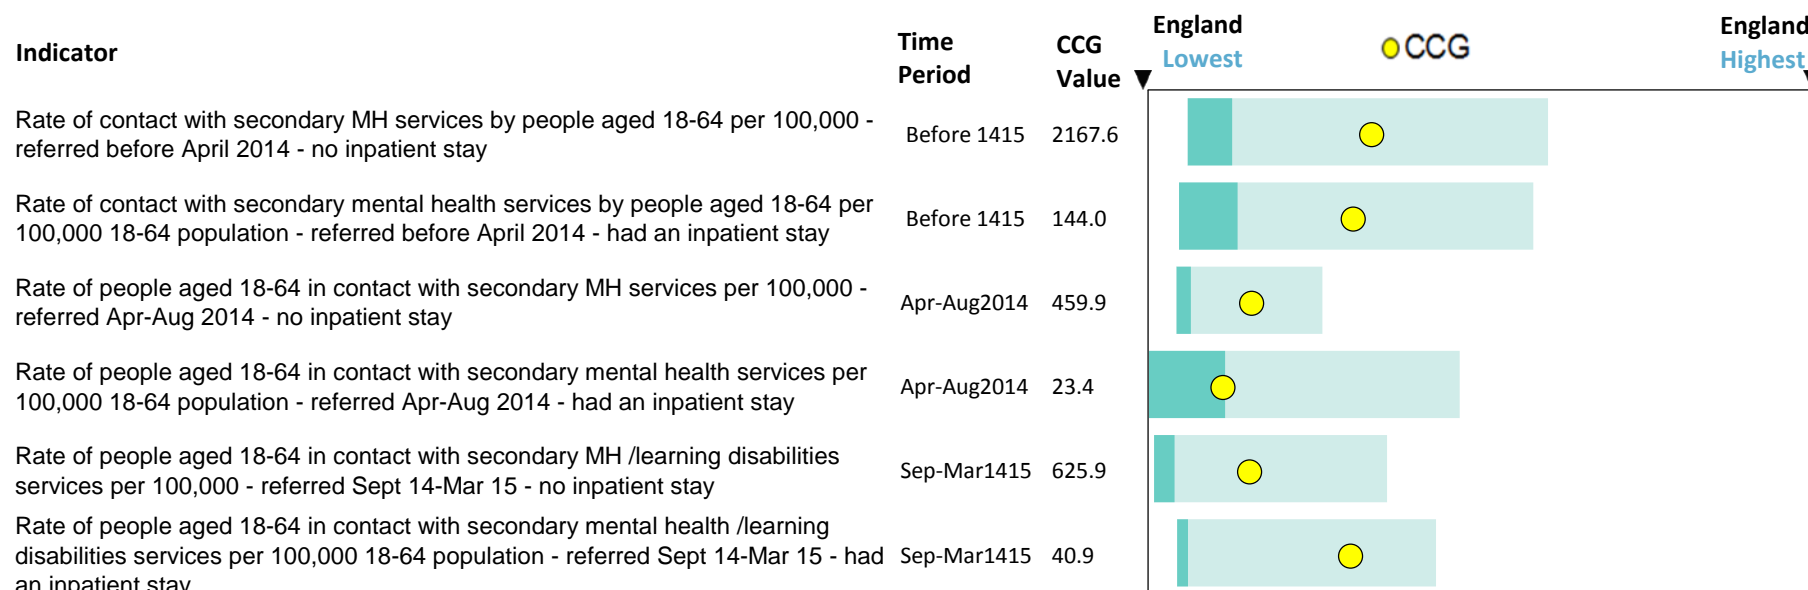 Indicator
Time
Period
CCG
Value
England
Lowest
CCG
England
Highest
Rate of contact with secondary MH services by people aged 18-64 per 100,000 -
referred before April 2014 - no inpatient stay
Before 1415
2167.6
Rate of contact with secondary mental health services by people aged 18-64 per
100,000 18-64 population - referred before April 2014 - had an inpatient stay
Before 1415
144.0
Rate of people aged 18-64 in contact with secondary MH services per 100,000 -
referred Apr-Aug 2014 - no inpatient stay
Apr-Aug2014
459.9
Rate of people aged 18-64 in contact with secondary mental health services per
100,000 18-64 population - referred Apr-Aug 2014 - had an inpatient stay
Apr-Aug2014
23.4
Rate of people aged 18-64 in contact with secondary MH /learning disabilities
services per 100,000 - referred Sept 14-Mar 15 - no inpatient stay
Sep-Mar1415
625.9
Rate of people aged 18-64 in contact with secondary mental health /learning
disabilities services per 100,000 18-64 population - referred Sept 14-Mar 15 - had
an inpatient stay
Sep-Mar1415
40.9